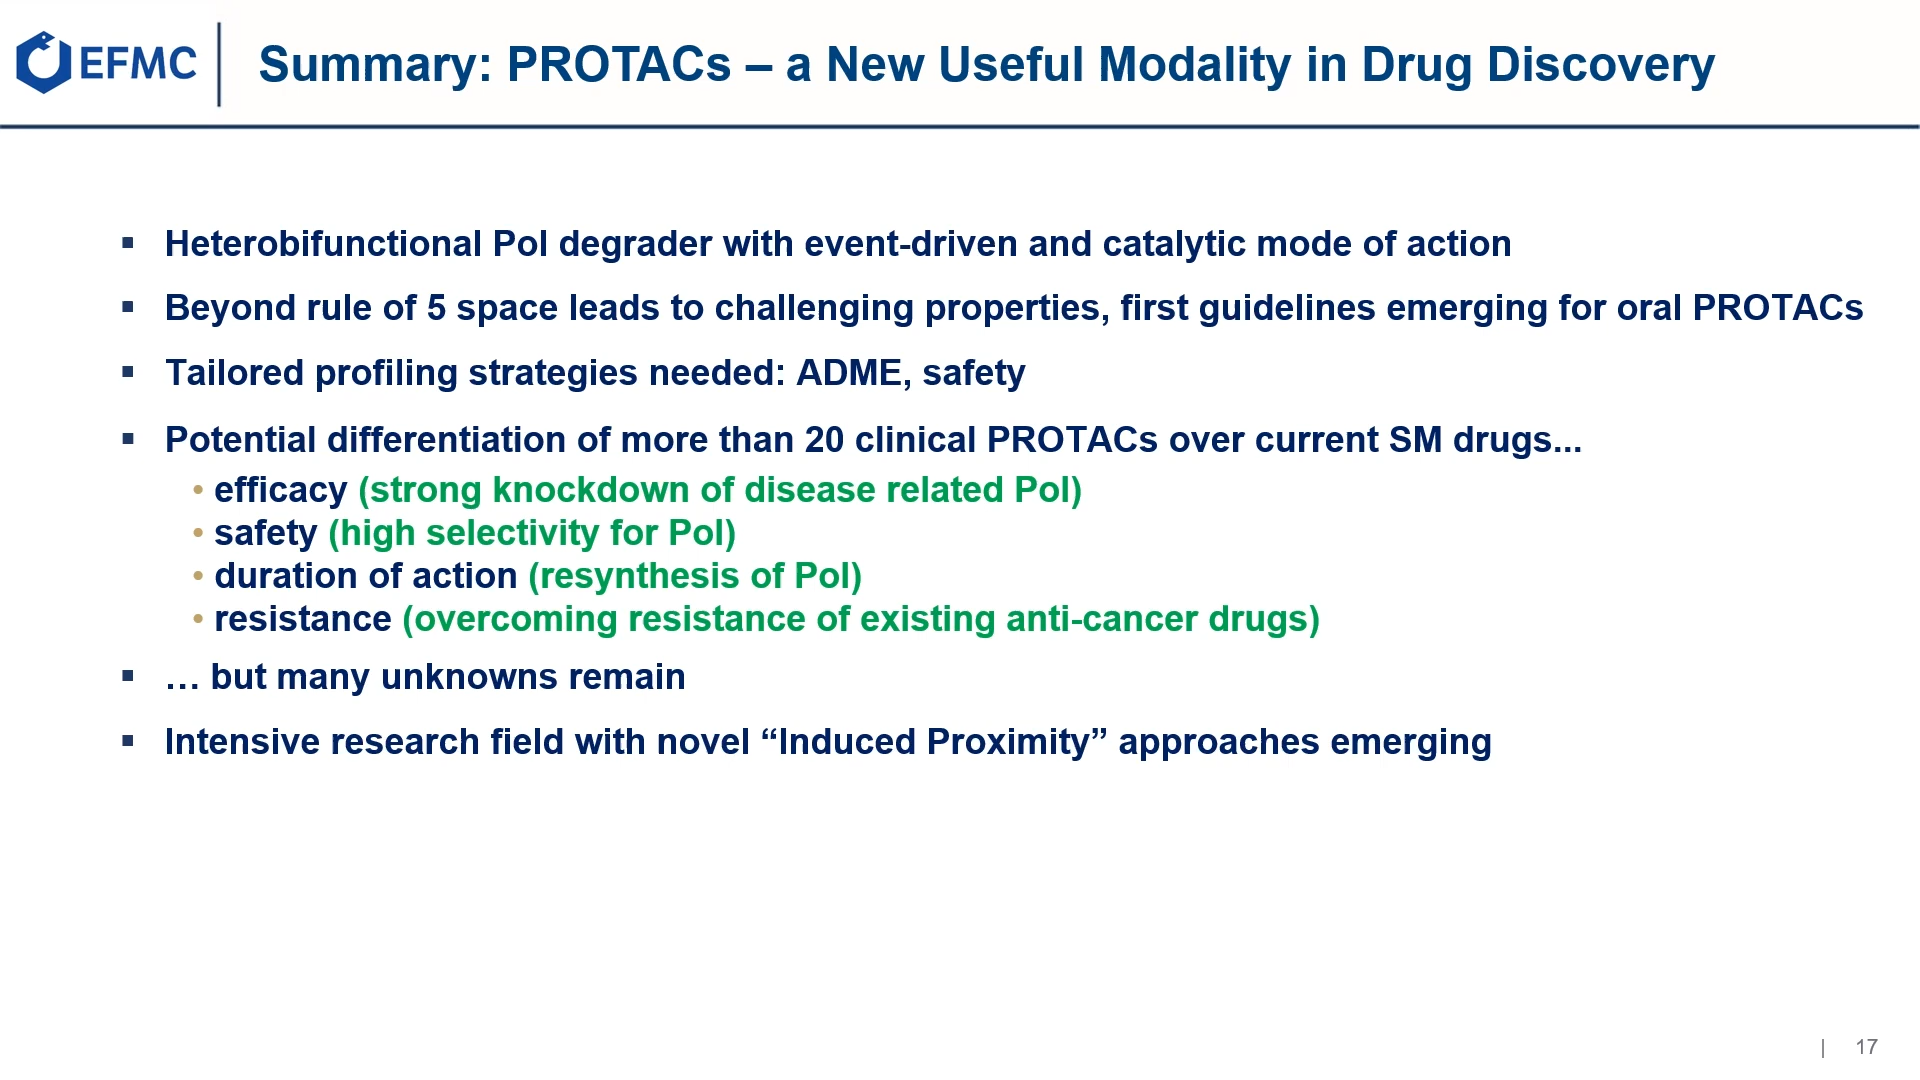 EFMC
Summary: PROTACs – a New Useful Modality in Drug Discovery
▪ Heterobifunctional PoI degrader with event-driven and catalytic mode of action
▪ Beyond rule of 5 space leads to challenging properties, first guidelines emerging for oral PROTACs
▪ Tailored profiling strategies needed: ADME, safety
▪ Potential differentiation of more than 20 clinical PROTACs over current SM drugs...
• efficacy (strong knockdown of disease related PoI)
• safety (high selectivity for PoI)
• duration of action (resynthesis of PoI)
• resistance (overcoming resistance of existing anti-cancer drugs)
▪ … but many unknowns remain
▪ Intensive research field with novel “Induced Proximity” approaches emerging
| 17